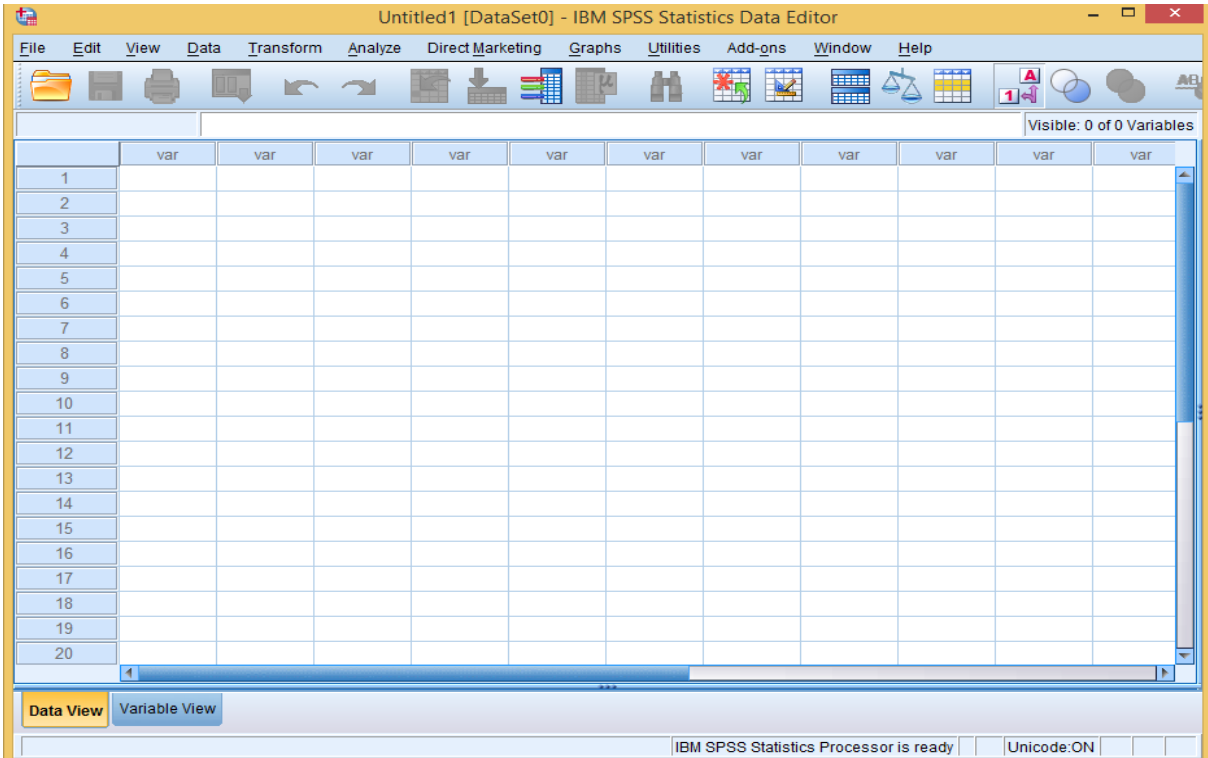 Untitled1 [DataSet0] - IBM SPSS Statistics Data Editor
File Edit View Data Transform Analyze Direct Marketing Graphs Utilities Add-ons Window Help
A
1
μ
Visible: 0 of 0 Variables
var var var var var var var var var var var
1
2
3
4
5
6
7
8
9
10
11
12
13
14
15
16
17
18
19
20
Data View Variable View
IBM SPSS Statistics Processor is ready Unicode:ON